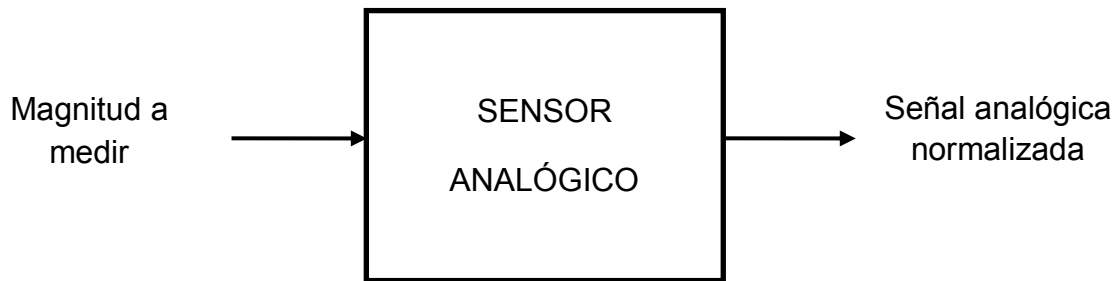 Magnitud a
medir
SENSOR
ANALÓGICO
Señal analógica
normalizada